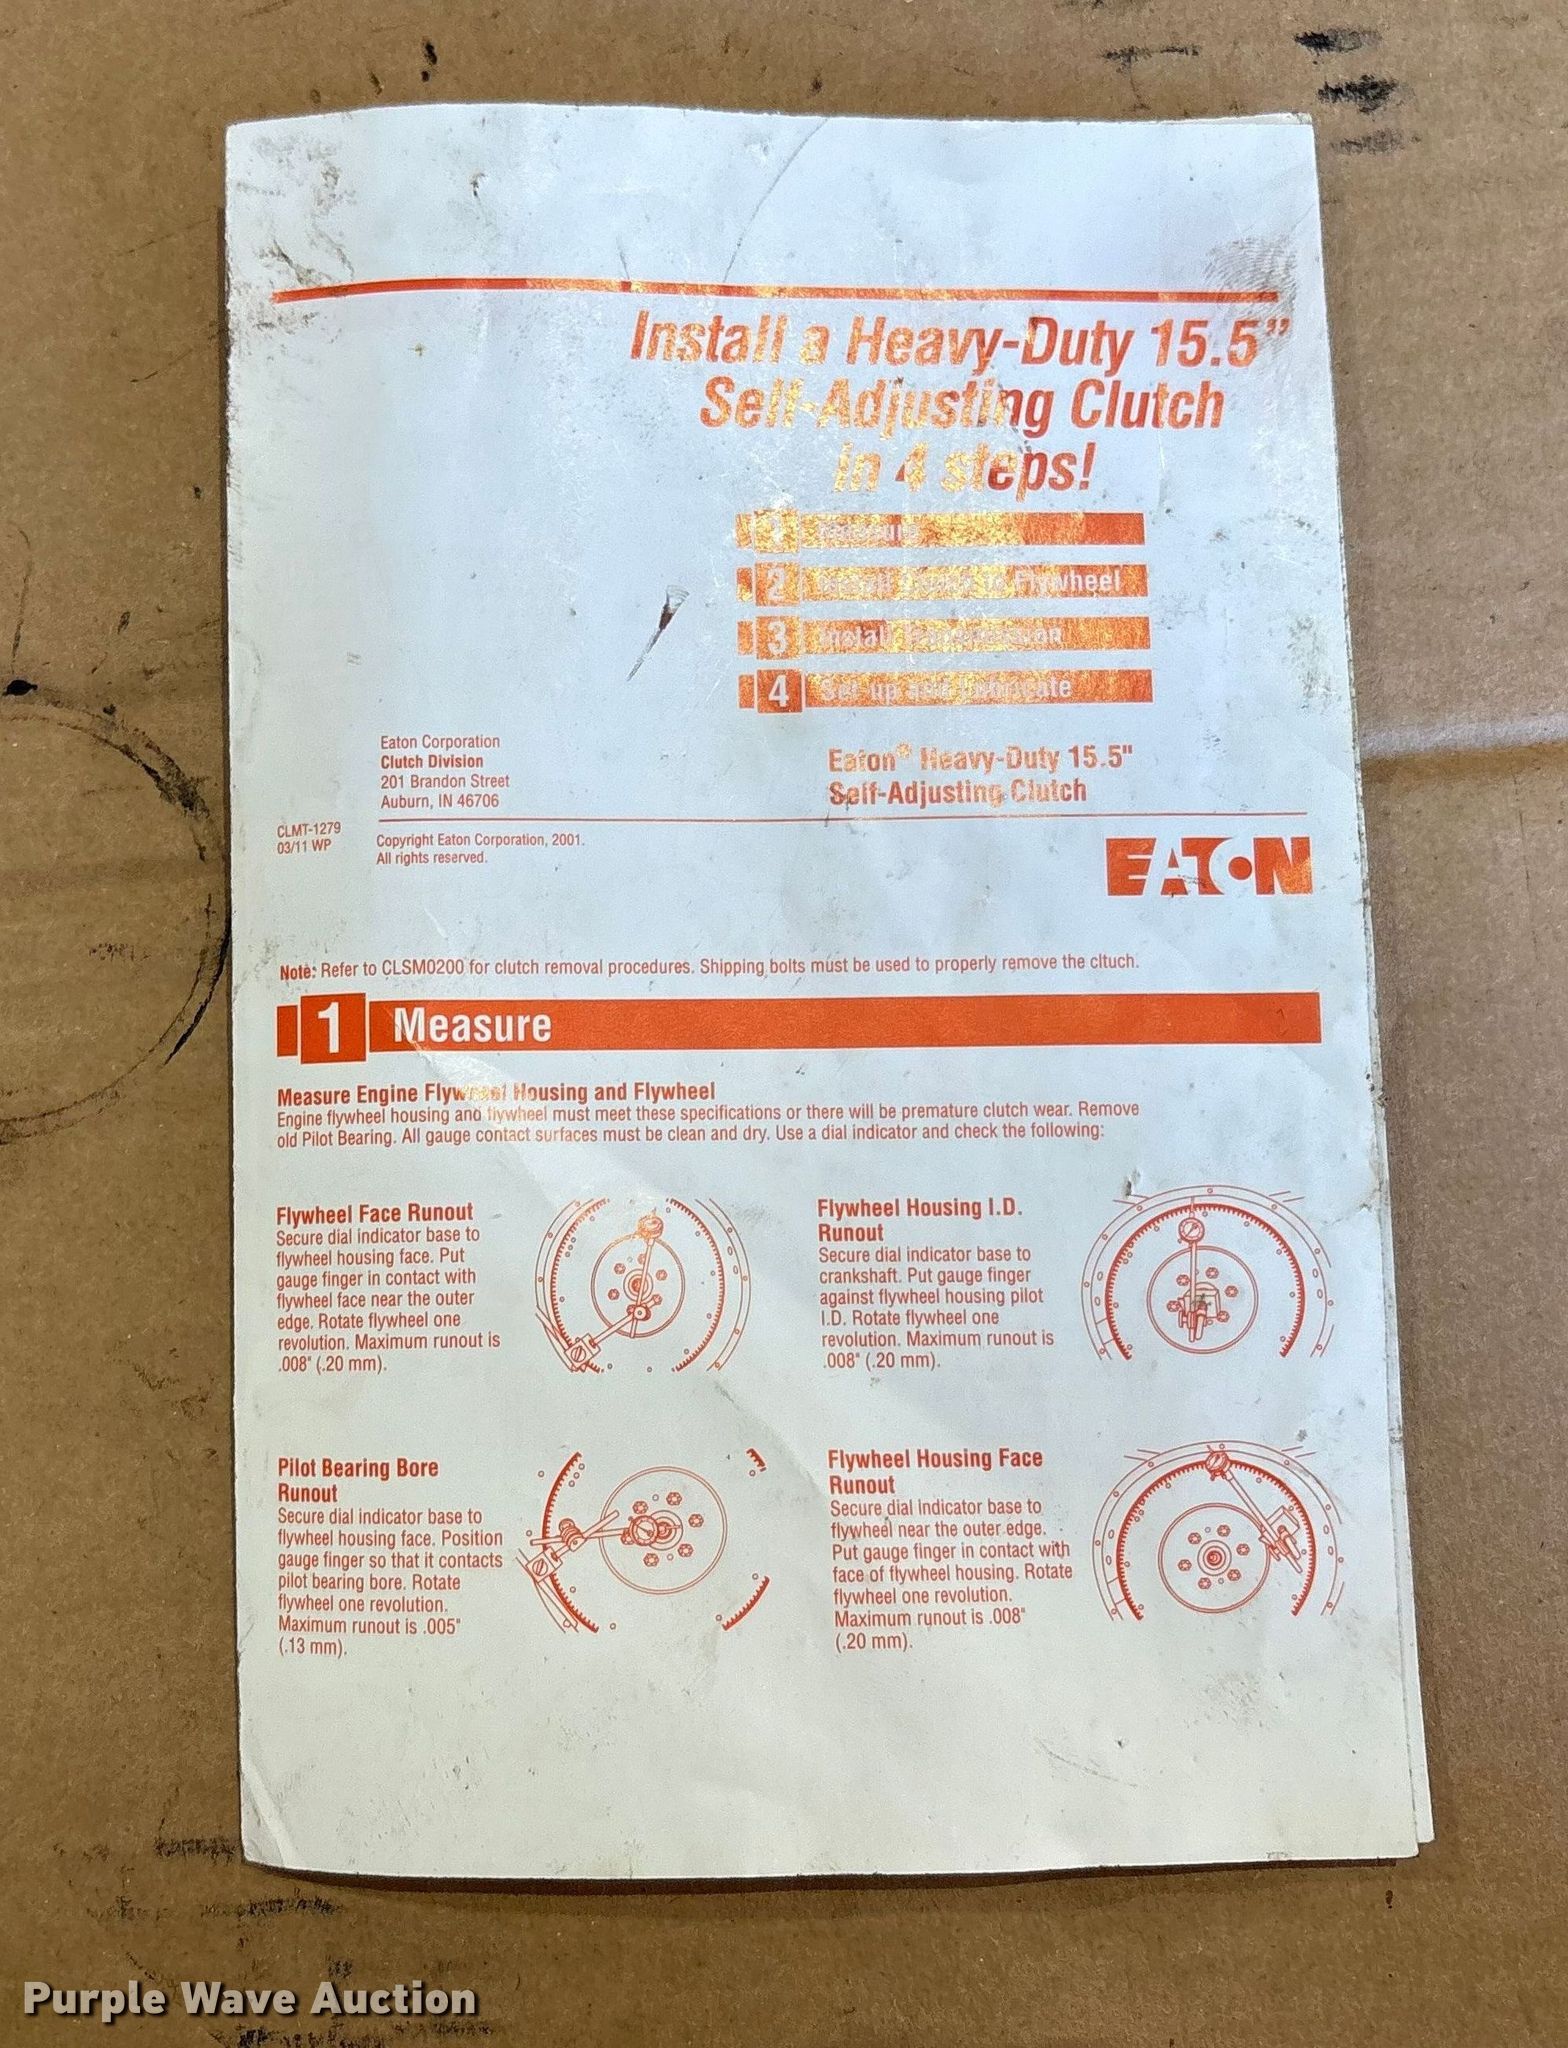 Install a Heavy-Duty 15.5"
Self-Adjusting Clutch
in 4 steps!
1 Measure
2 Install Clutch to Flywheel
3 Install Transmission
4 Set up and Lubricate
Eaton Corporation
Clutch Division
201 Brandon Street
Auburn, IN 46706
Eaton® Heavy-Duty 15.5"
Self-Adjusting Clutch
CLMT-1279
03/11 WP
Copyright Eaton Corporation, 2001.
All rights reserved.
EATON
Note: Refer to CLSM0200 for clutch removal procedures. Shipping bolts must be used to properly remove the cltuch.
1 Measure
Measure Engine Flywheel Housing and Flywheel
Engine flywheel housing and flywheel must meet these specifications or there will be premature clutch wear. Remove
old Pilot Bearing. All gauge contact surfaces must be clean and dry. Use a dial indicator and check the following:
Flywheel Face Runout
Secure dial indicator base to
flywheel housing face. Put
gauge finger in contact with
flywheel face near the outer
edge. Rotate flywheel one
revolution. Maximum runout is
.008" (.20 mm).
Flywheel Housing I.D.
Runout
Secure dial indicator base to
crankshaft. Put gauge finger
against flywheel housing pilot
I.D. Rotate flywheel one
revolution. Maximum runout is
.008" (.20 mm).
Pilot Bearing Bore
Runout
Secure dial indicator base to
flywheel housing face. Position
gauge finger so that it contacts
pilot bearing bore. Rotate
flywheel one revolution.
Maximum runout is .005"
(.13 mm).
Flywheel Housing Face
Runout
Secure dial indicator base to
flywheel near the outer edge.
Put gauge finger in contact with
face of flywheel housing. Rotate
flywheel one revolution.
Maximum runout is .008"
(.20 mm).
Purple Wave Auction